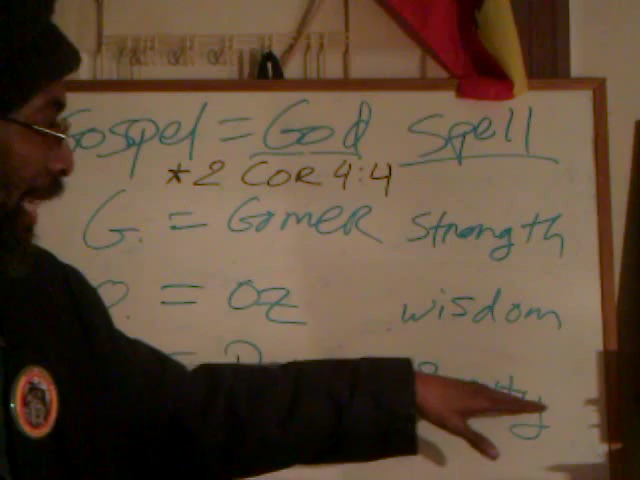 Gospel = God Spell
*2 COR 4:4
G. = GOMER Strength
O. = OZ wisdom
=